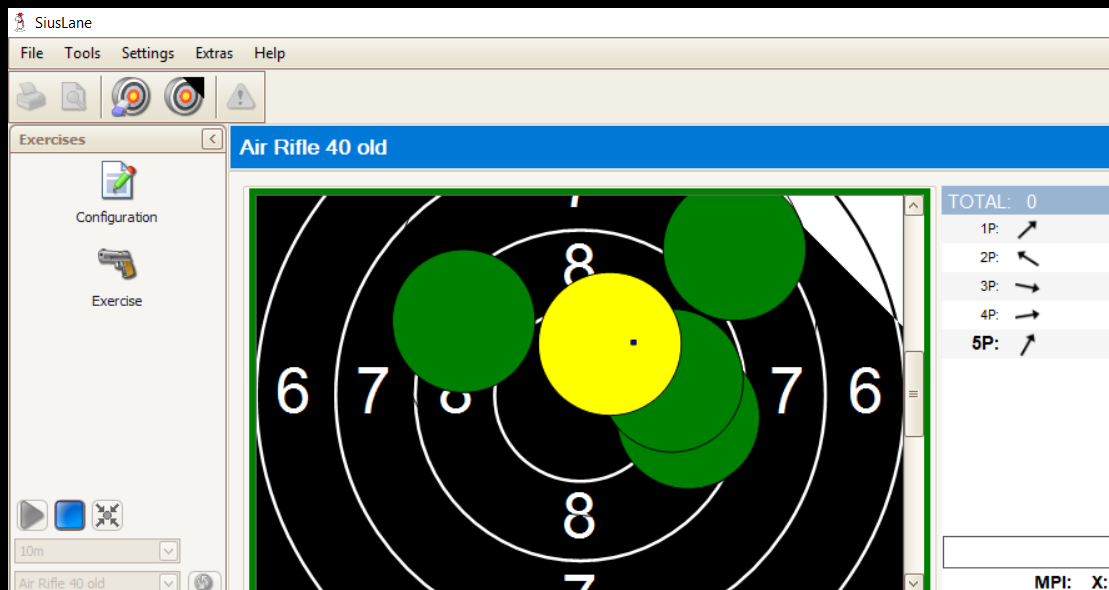 SiusLane
File Tools Settings Extras Help
Exercises
Air Rifle 40 old
Configuration
Exercise
10m
Air Rifle 40 old
7
8
6 7 8 7 6
8
7
TOTAL: 0
1P:
2P:
3P:
4P:
5P:
MPI: X: